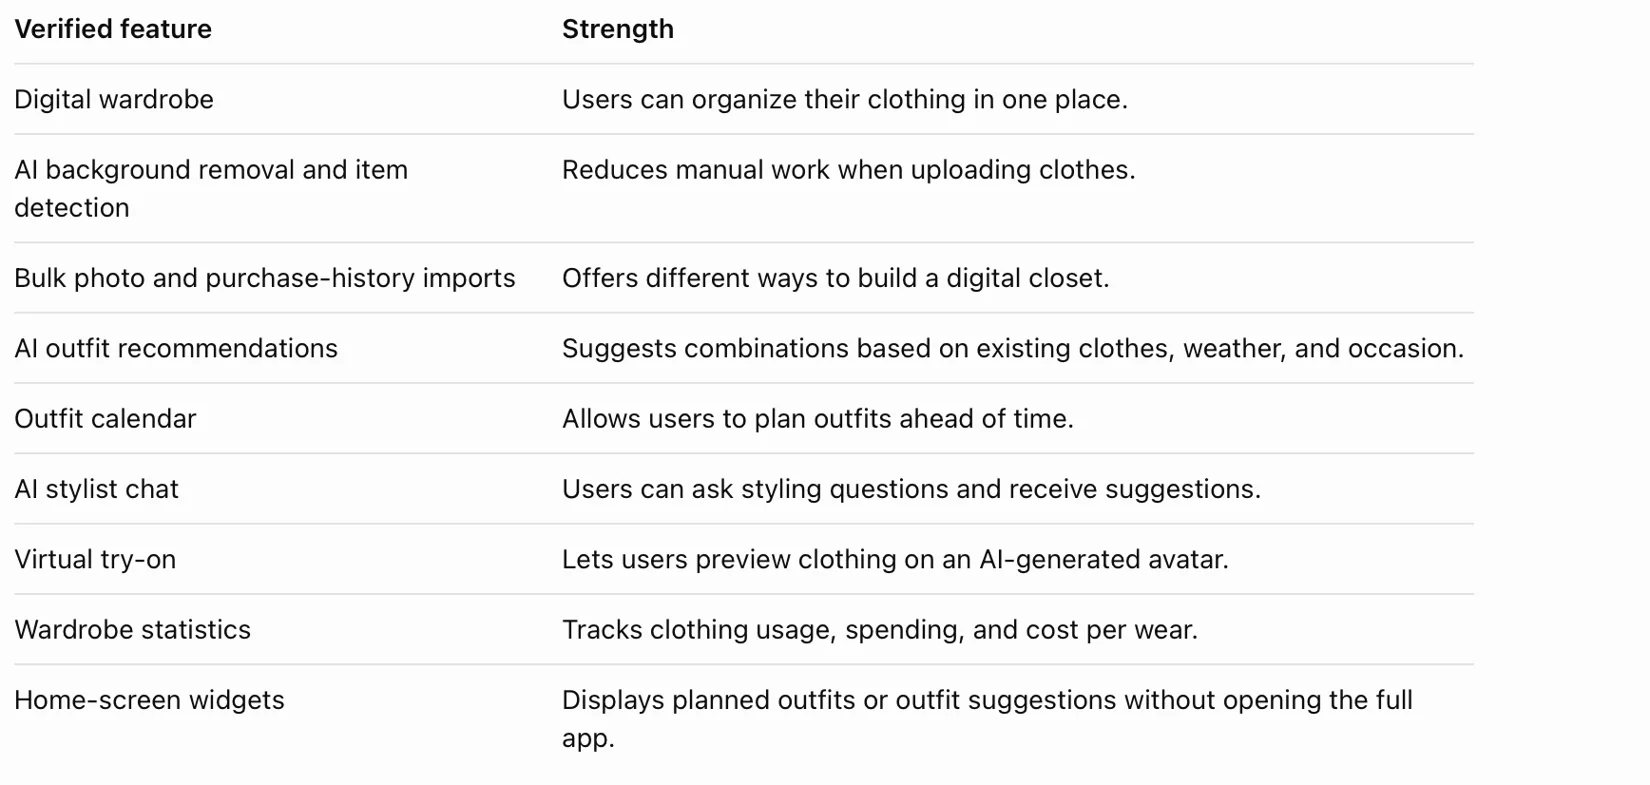 Verified feature Strength
Digital wardrobe Users can organize their clothing in one place.
AI background removal and item Reduces manual work when uploading clothes.
detection
Bulk photo and purchase-history imports Offers different ways to build a digital closet.
AI outfit recommendations Suggests combinations based on existing clothes, weather, and occasion.
Outfit calendar Allows users to plan outfits ahead of time.
AI stylist chat Users can ask styling questions and receive suggestions.
Virtual try-on Lets users preview clothing on an AI-generated avatar.
Wardrobe statistics Tracks clothing usage, spending, and cost per wear.
Home-screen widgets Displays planned outfits or outfit suggestions without opening the full
app.